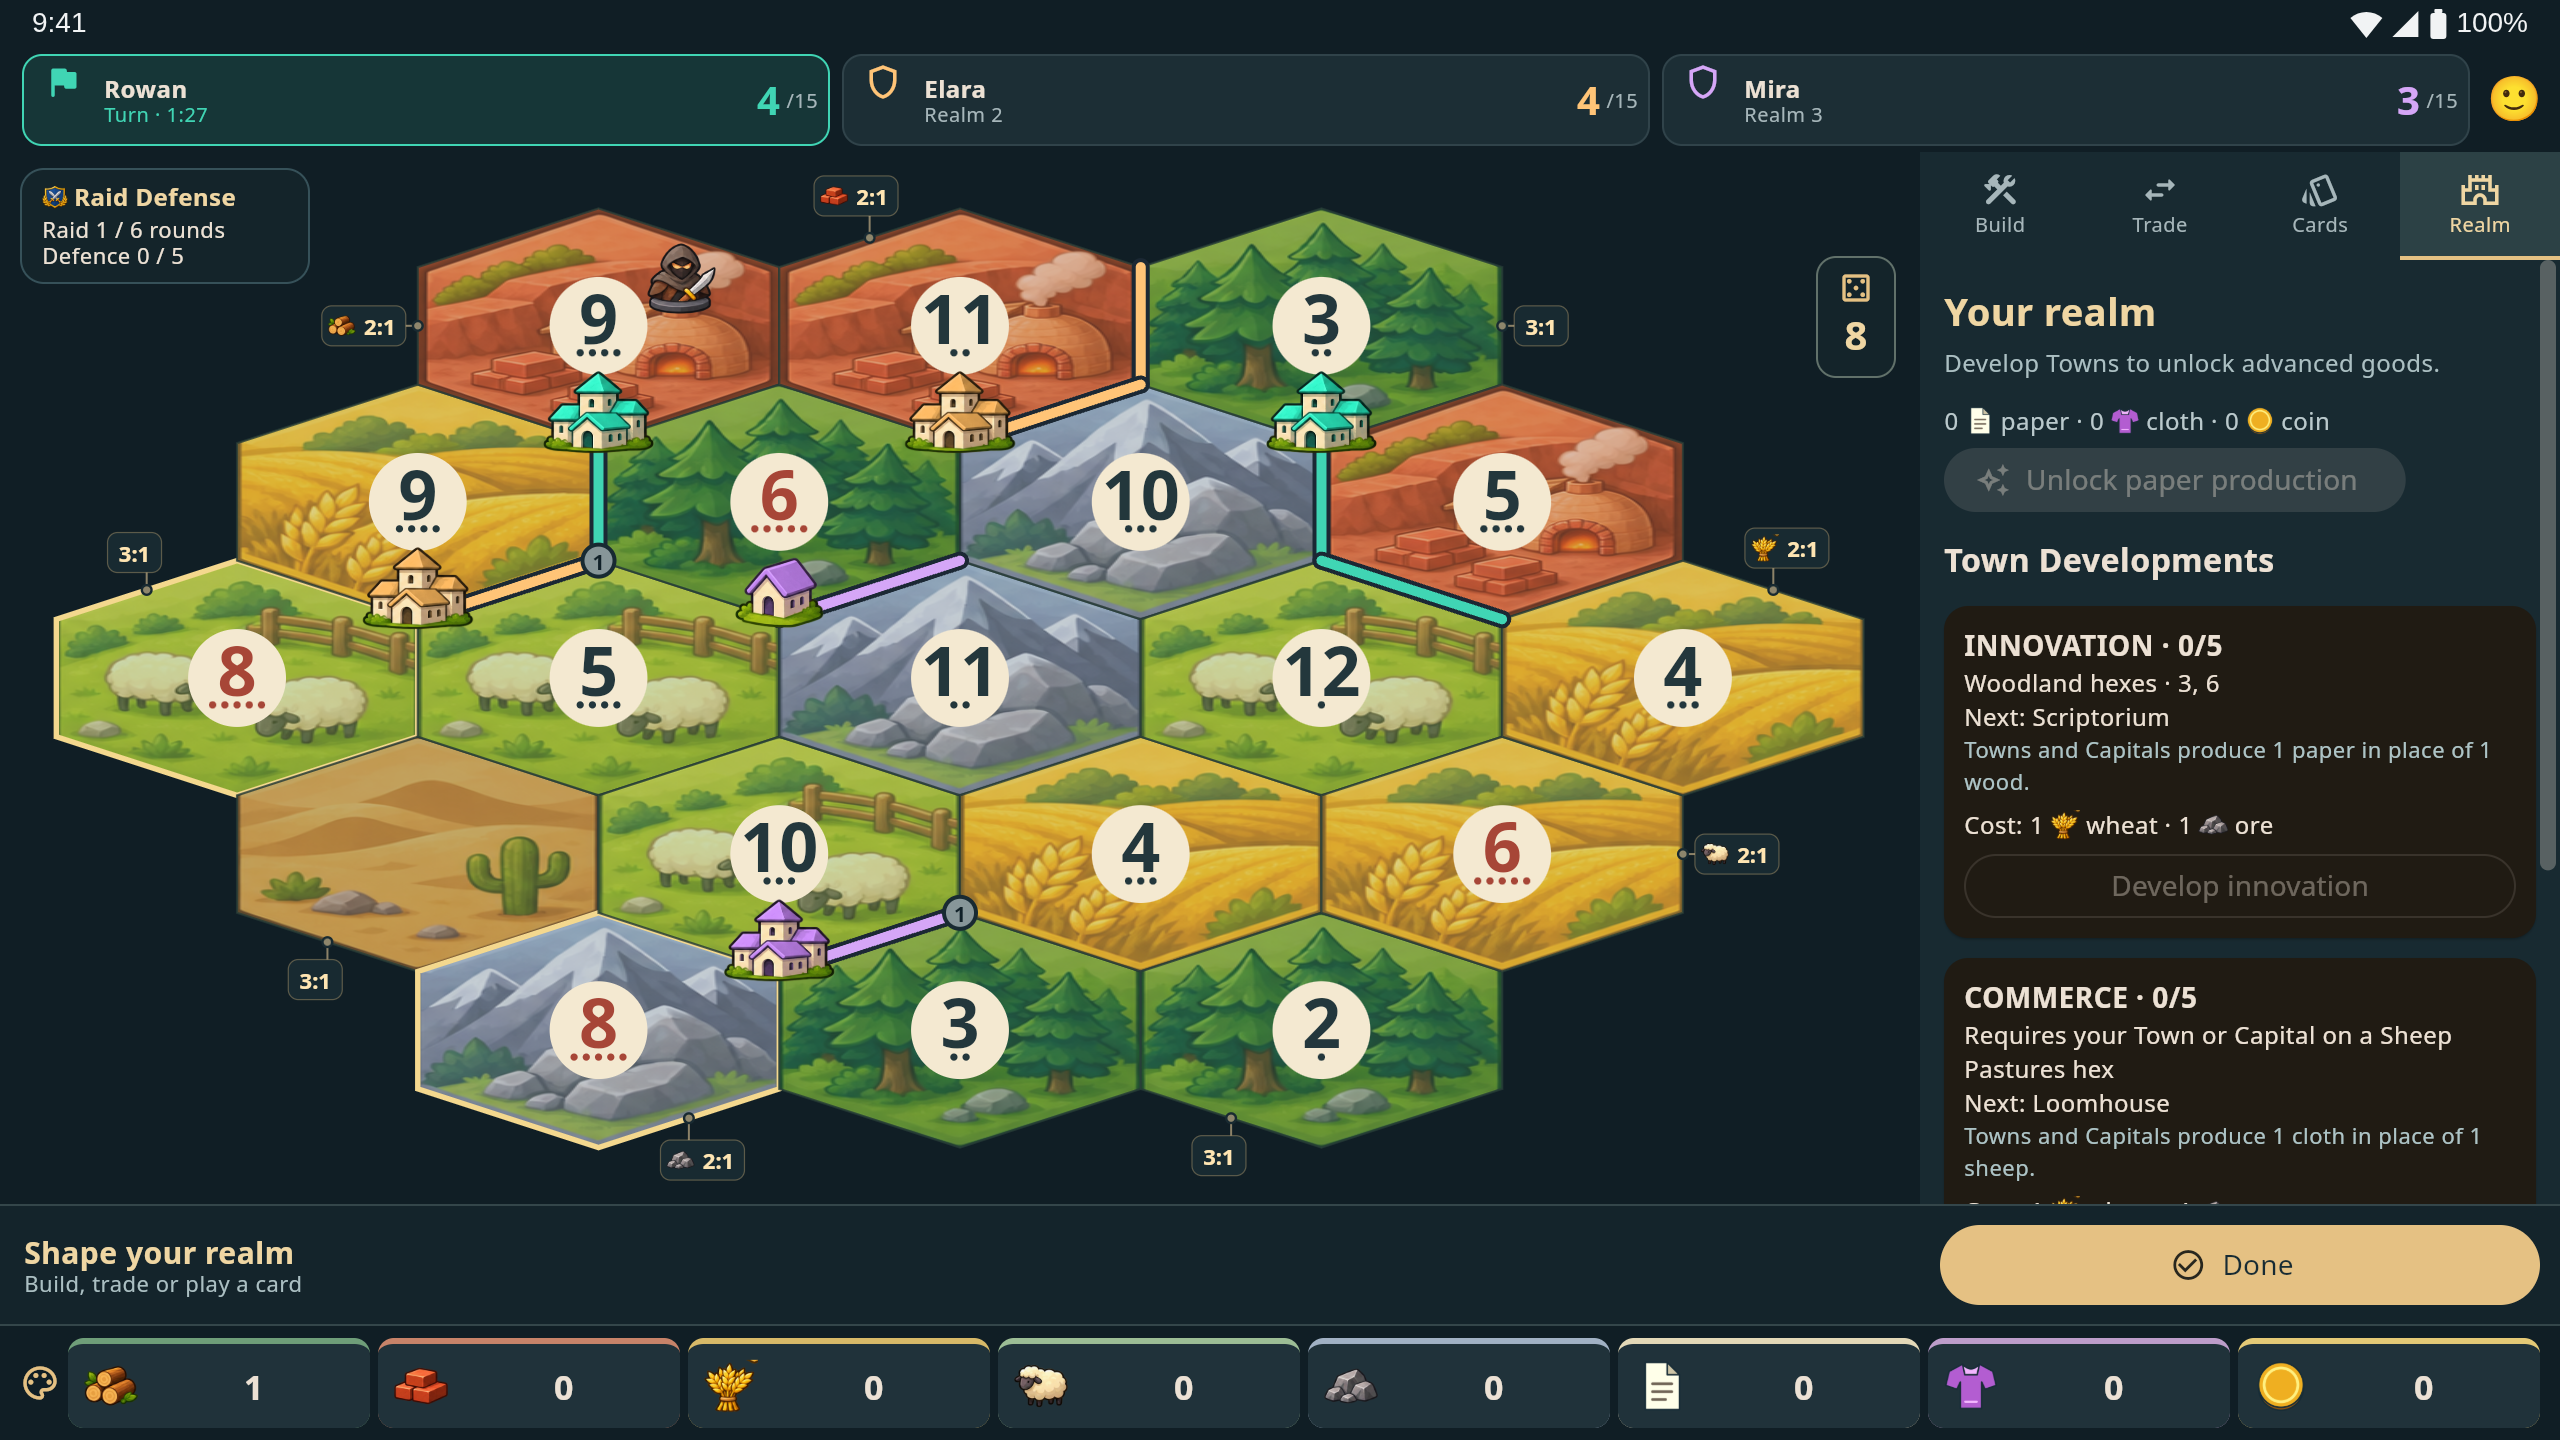 9:41
100%
Rowan
Turn · 1:27
4 /15
Elara
Realm 2
4 /15
Mira
Realm 3
3 /15
Raid Defense
Raid 1 / 6 rounds
Defence 0 / 5
2:1
2:1
3:1
8
9
11
3
9
6
10
5
3:1
2:1
1
8
5
11
12
4
10
4
6
2:1
1
3:1
8
3
2
2:1
3:1
Build
Trade
Cards
Realm
Your realm
Develop Towns to unlock advanced goods.
0 paper · 0 cloth · 0 coin
Unlock paper production
Town Developments
INNOVATION · 0/5
Woodland hexes · 3, 6
Next: Scriptorium
Towns and Capitals produce 1 paper in place of 1
wood.
Cost: 1 wheat · 1 ore
Develop innovation
COMMERCE · 0/5
Requires your Town or Capital on a Sheep
Pastures hex
Next: Loomhouse
Towns and Capitals produce 1 cloth in place of 1
sheep.
Shape your realm
Build, trade or play a card
Done
1
0
0
0
0
0
0
0